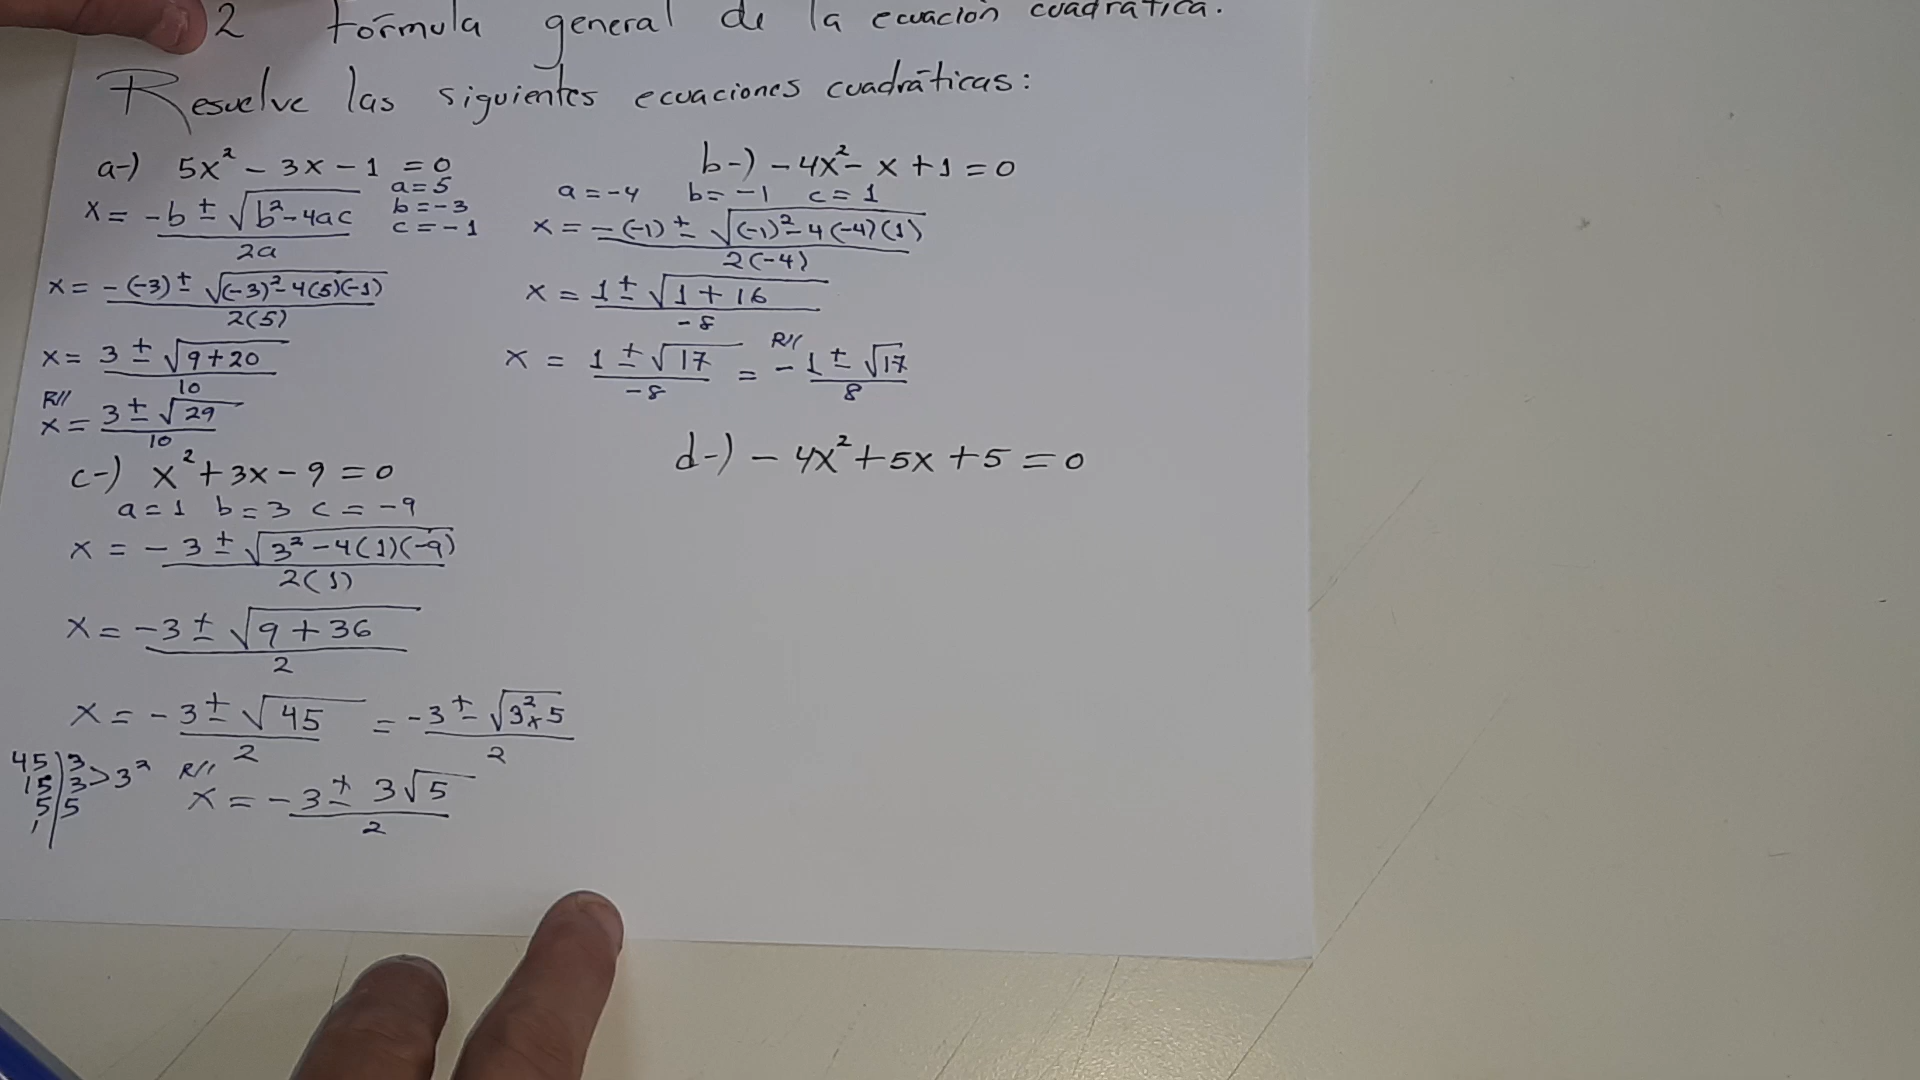 2 fórmula general de la ecuación cuadrática.
Resuelve las siguientes ecuaciones cuadráticas:
a-) 5x² - 3x - 1 = 0
a = 5
b = -3
c = -1
x = -b ± √b² - 4ac
2a
x = -(-3) ± √(-3)² - 4(5)(-1)
2(5)
x = 3 ± √9+20
10
R//
x = 3 ± √29
10
b-) - 4x² - x + 1 = 0
a = -4 b = -1 c = 1
x = -(-1) ± √(-1)² - 4(-4)(1)
2(-4)
x = 1 ± √1 + 16
-8
R//
x = 1 ± √17 = - 1 ± √17
-8 8
c-) x² + 3x - 9 = 0
a = 1 b = 3 c = -9
x = -3 ± √3² - 4(1)(-9)
2(1)
x = -3 ± √9 + 36
2
x = -3 ± √45 = -3 ± √3²x5
2 2
45 | 3
15 | 3 > 3²
5 | 5
1
R//
x = -3 ± 3√5
2
d-) - 4x² + 5x + 5 = 0